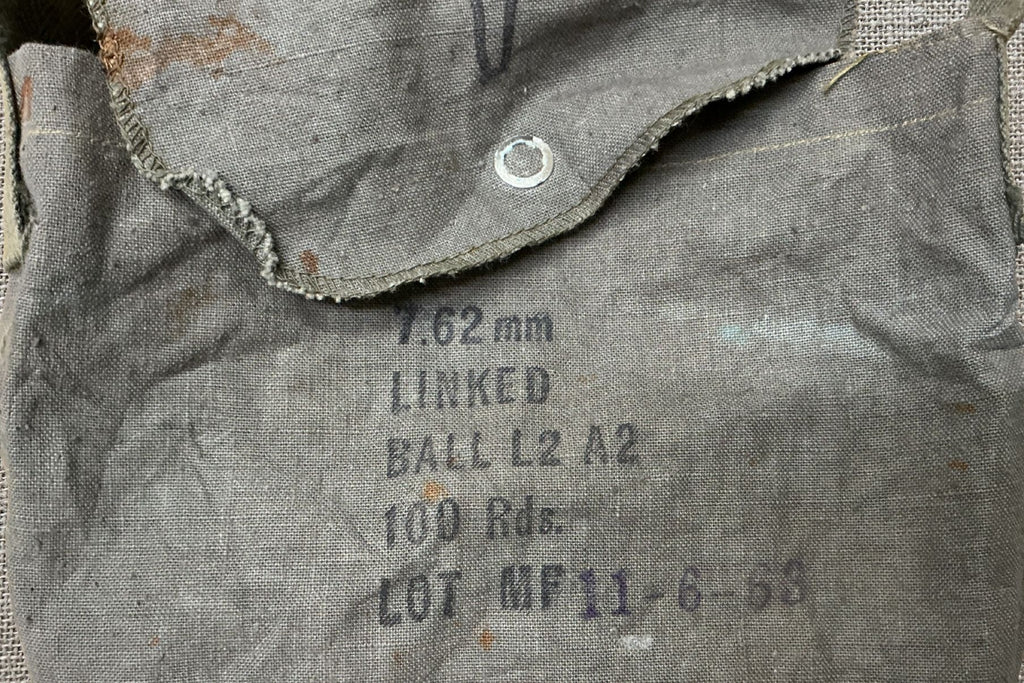 7.62 mm
LINKED
BALL L2 A2
100 Rds.
LOT MF 11-6-63